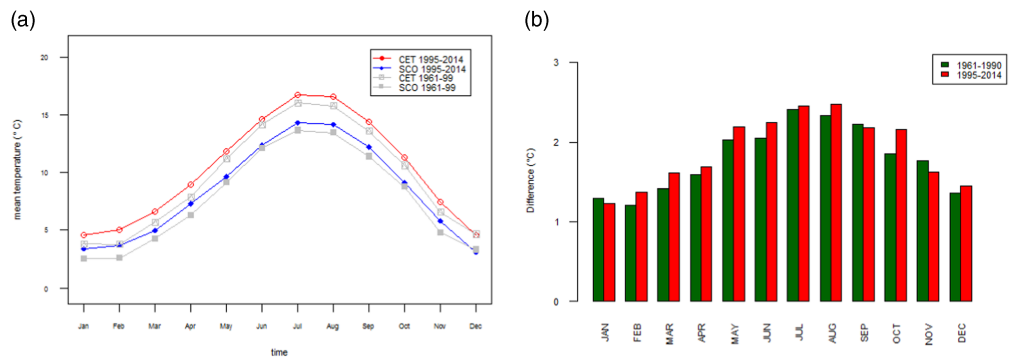 (a)
mean temperature (°C)
20
15
10
5
0
CET 1995-2014
SCO 1995-2014
CET 1961-99
SCO 1961-99
Jan Feb Mar Apr May Jun Jul Aug Sep Oct Nov Dec
time
(b)
Difference (°C)
3
2
1
0
1961-1990
1995-2014
JAN FEB MAR APR MAY JUN JUL AUG SEP OCT NOV DEC